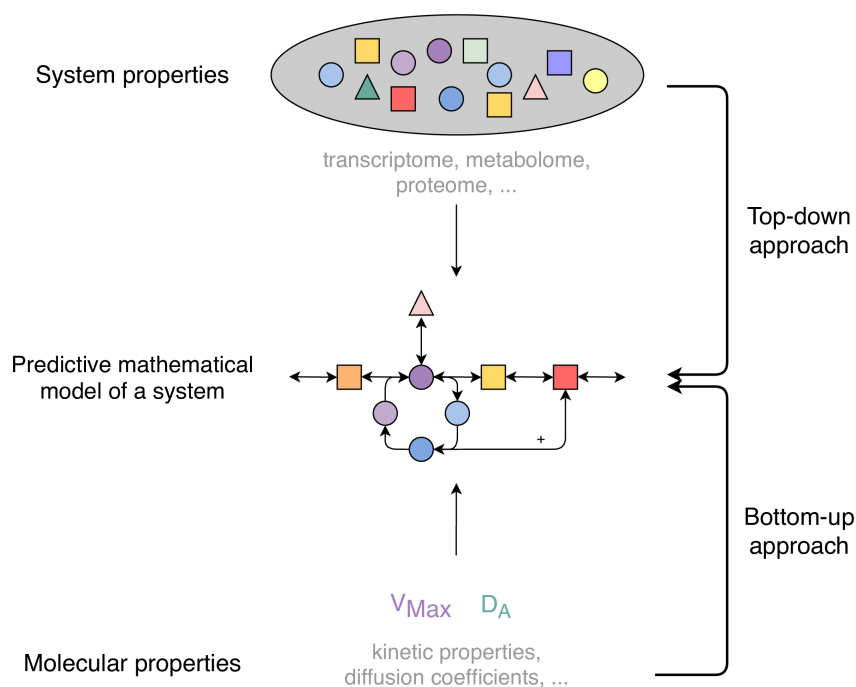 System properties
transcriptome, metabolome,
proteome, ...
Top-down
approach
Predictive mathematical
model of a system
+
Bottom-up
approach
VMax DA
Molecular properties
kinetic properties,
diffusion coefficients, ...